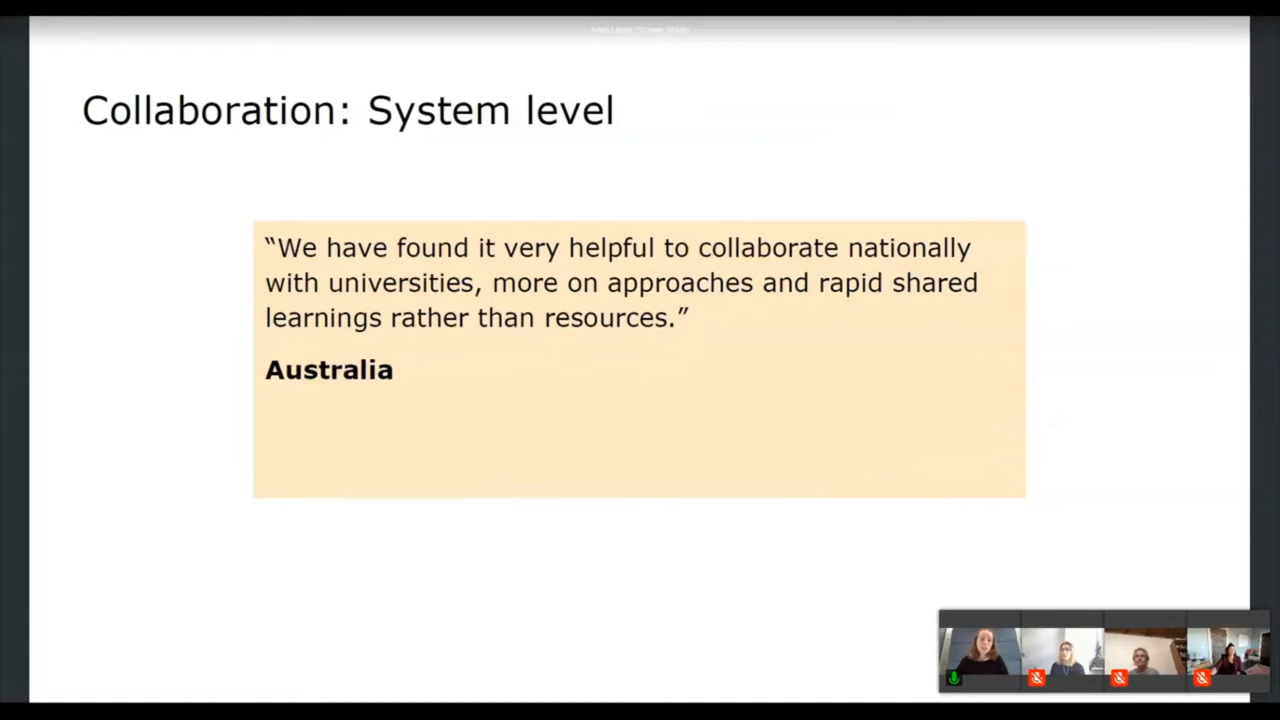 Collaboration: System level
“We have found it very helpful to collaborate nationally
with universities, more on approaches and rapid shared
learnings rather than resources.”
Australia